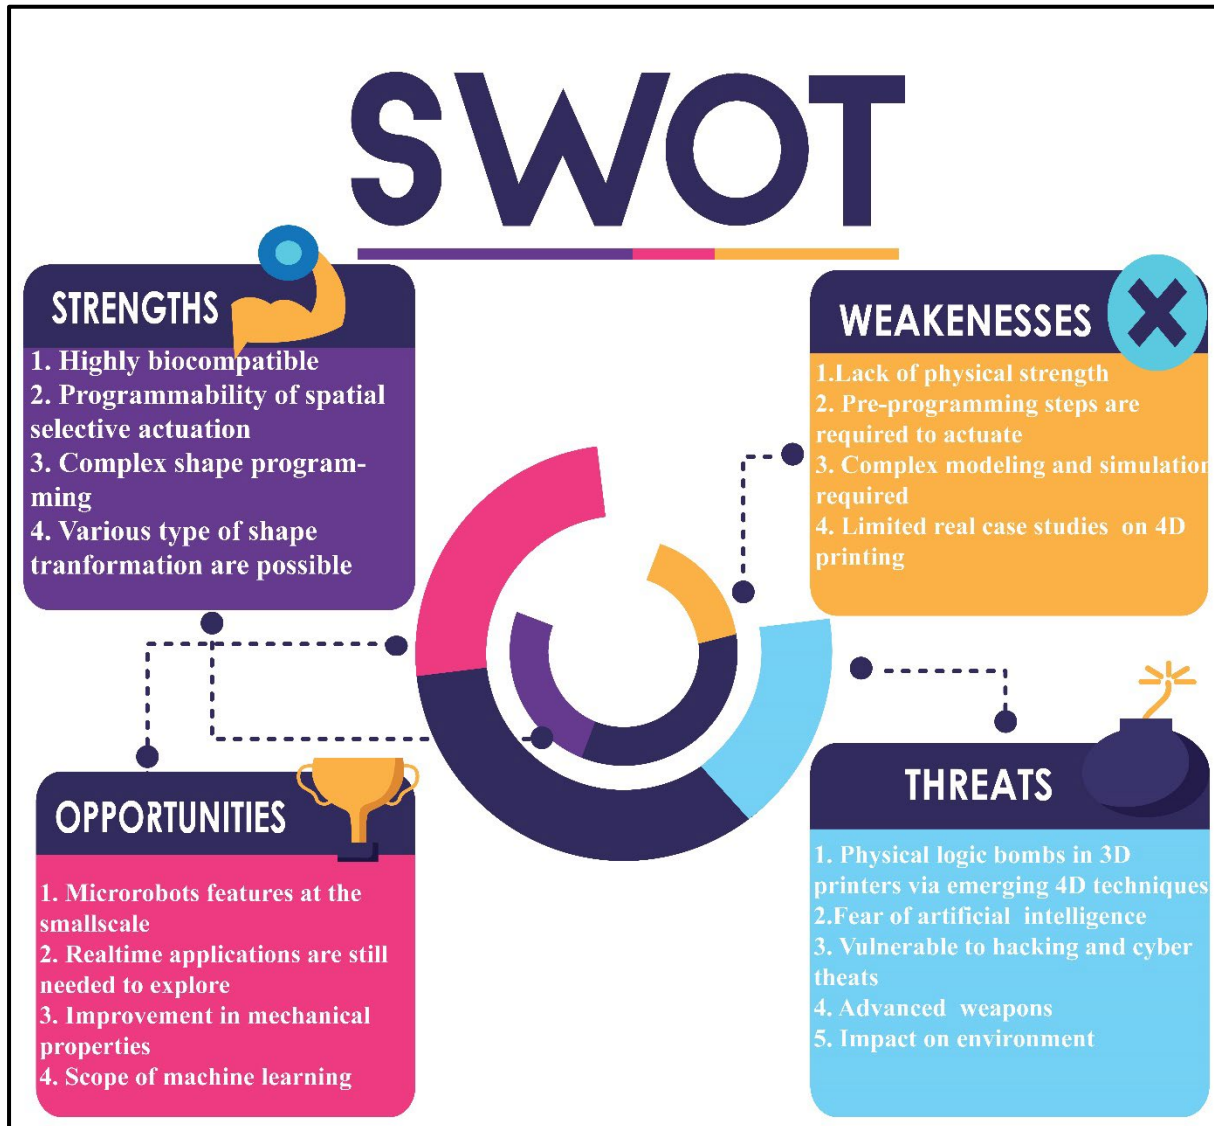 SWOT
STRENGTHS
1. Highly biocompatible
2. Programmability of spatial
selective actuation
3. Complex shape program-
ming
4. Various type of shape
tranformation are possible
WEAKENESSES
1.Lack of physical strength
2. Pre-programming steps are
required to actuate
3. Complex modeling and simulation
required
4. Limited real case studies on 4D
printing
OPPORTUNITIES
1. Microrobots features at the
smallscale
2. Realtime applications are still
needed to explore
3. Improvement in mechanical
properties
4. Scope of machine learning
THREATS
1. Physical logic bombs in 3D
printers via emerging 4D techniques
2.Fear of artificial intelligence
3. Vulnerable to hacking and cyber
theats
4. Advanced weapons
5. Impact on environment